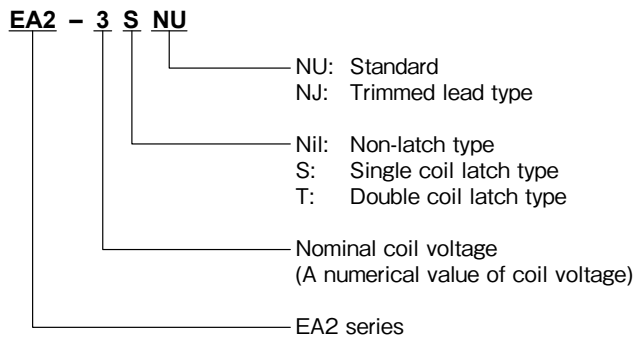 EA2 – 3 S NU
NU: Standard
NJ: Trimmed lead type
Nil: Non-latch type
S: Single coil latch type
T: Double coil latch type
Nominal coil voltage
(A numerical value of coil voltage)
EA2 series